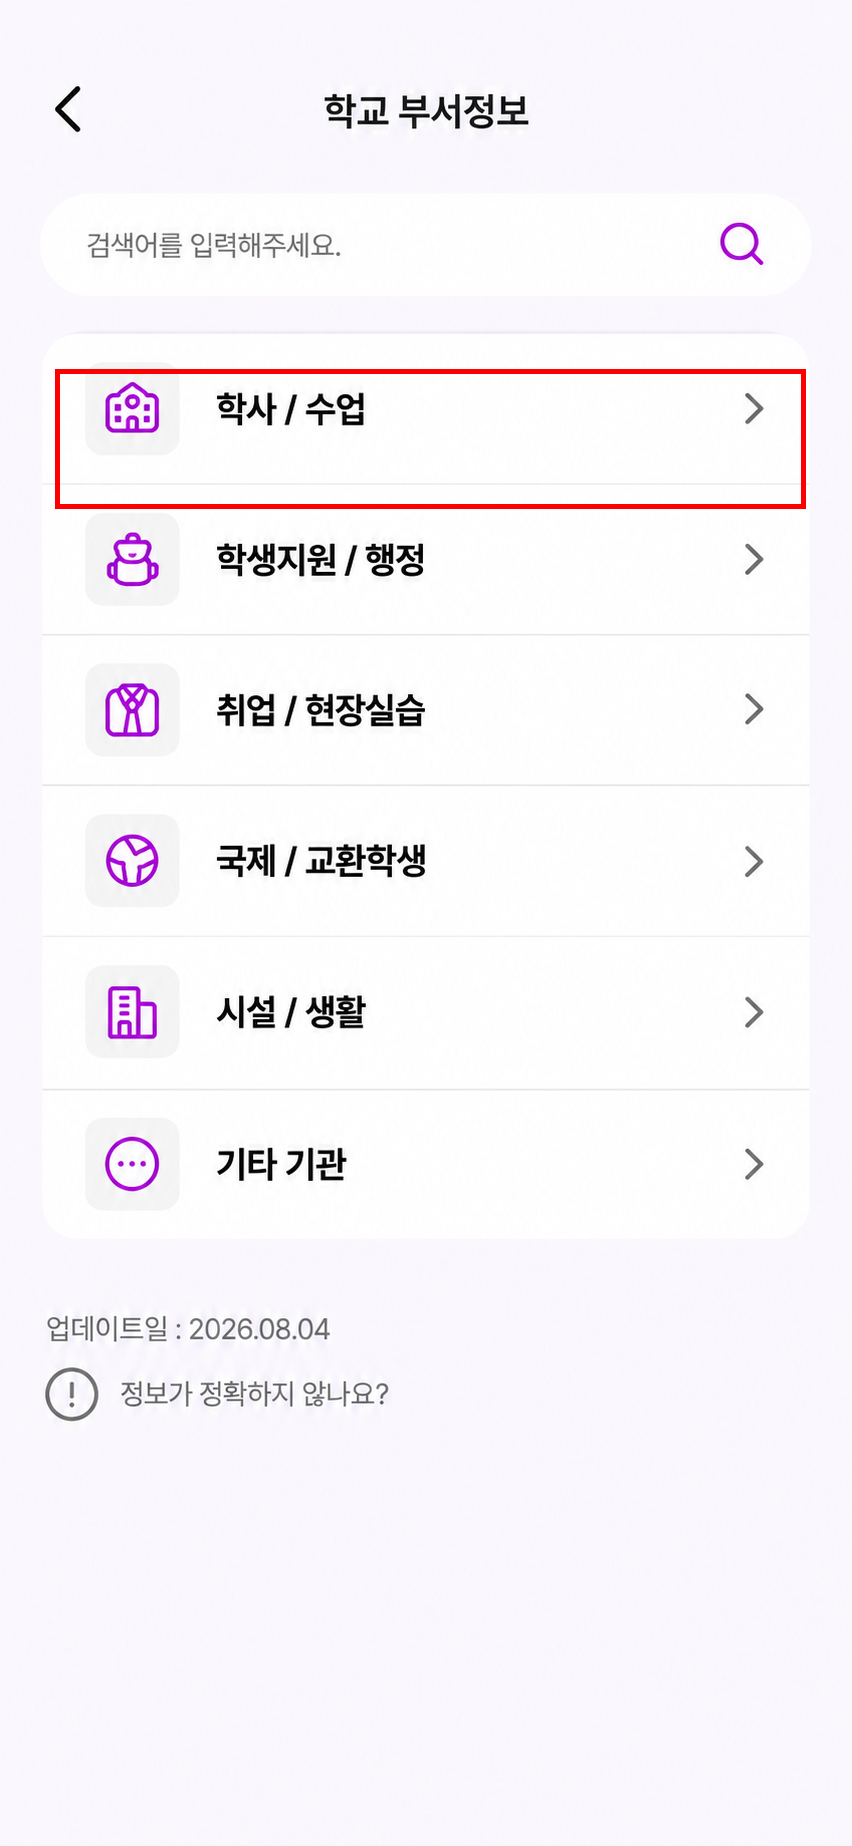 학교 부서정보
검색어를 입력해주세요.
학사 / 수업
학생지원 / 행정
취업 / 현장실습
국제 / 교환학생
시설 / 생활
기타 기관
업데이트일 : 2026.08.04
정보가 정확하지 않나요?